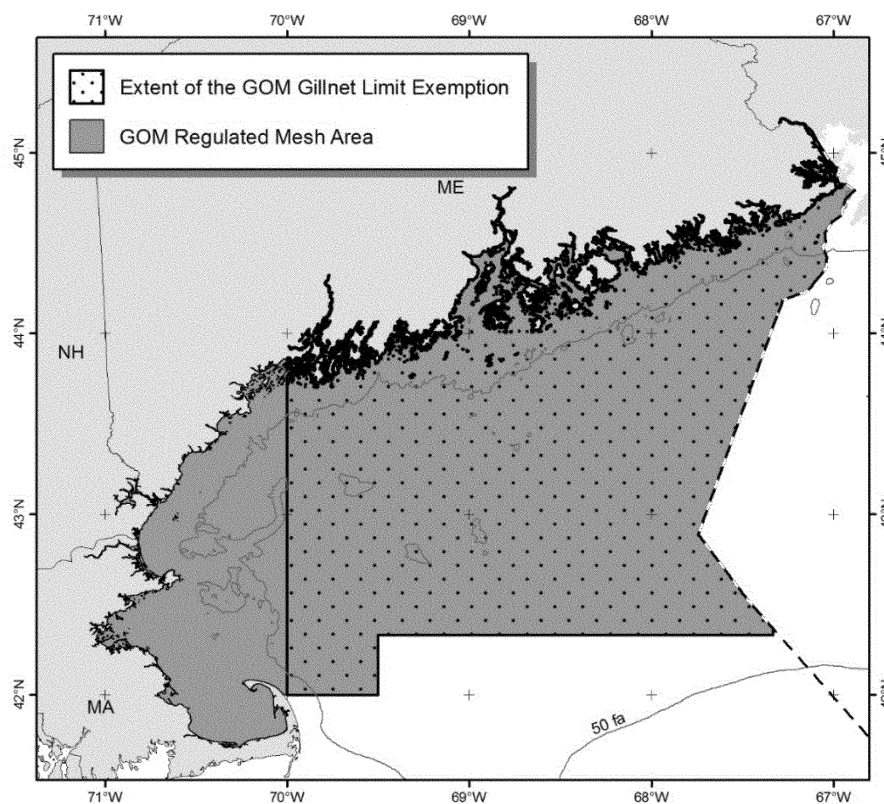 71°W 70°W 69°W 68°W 67°W
Extent of the GOM Gillnet Limit Exemption
GOM Regulated Mesh Area
45°N
ME
44°N
NH
43°N
42°N
MA
50 fa
71°W 70°W 69°W 68°W 67°W